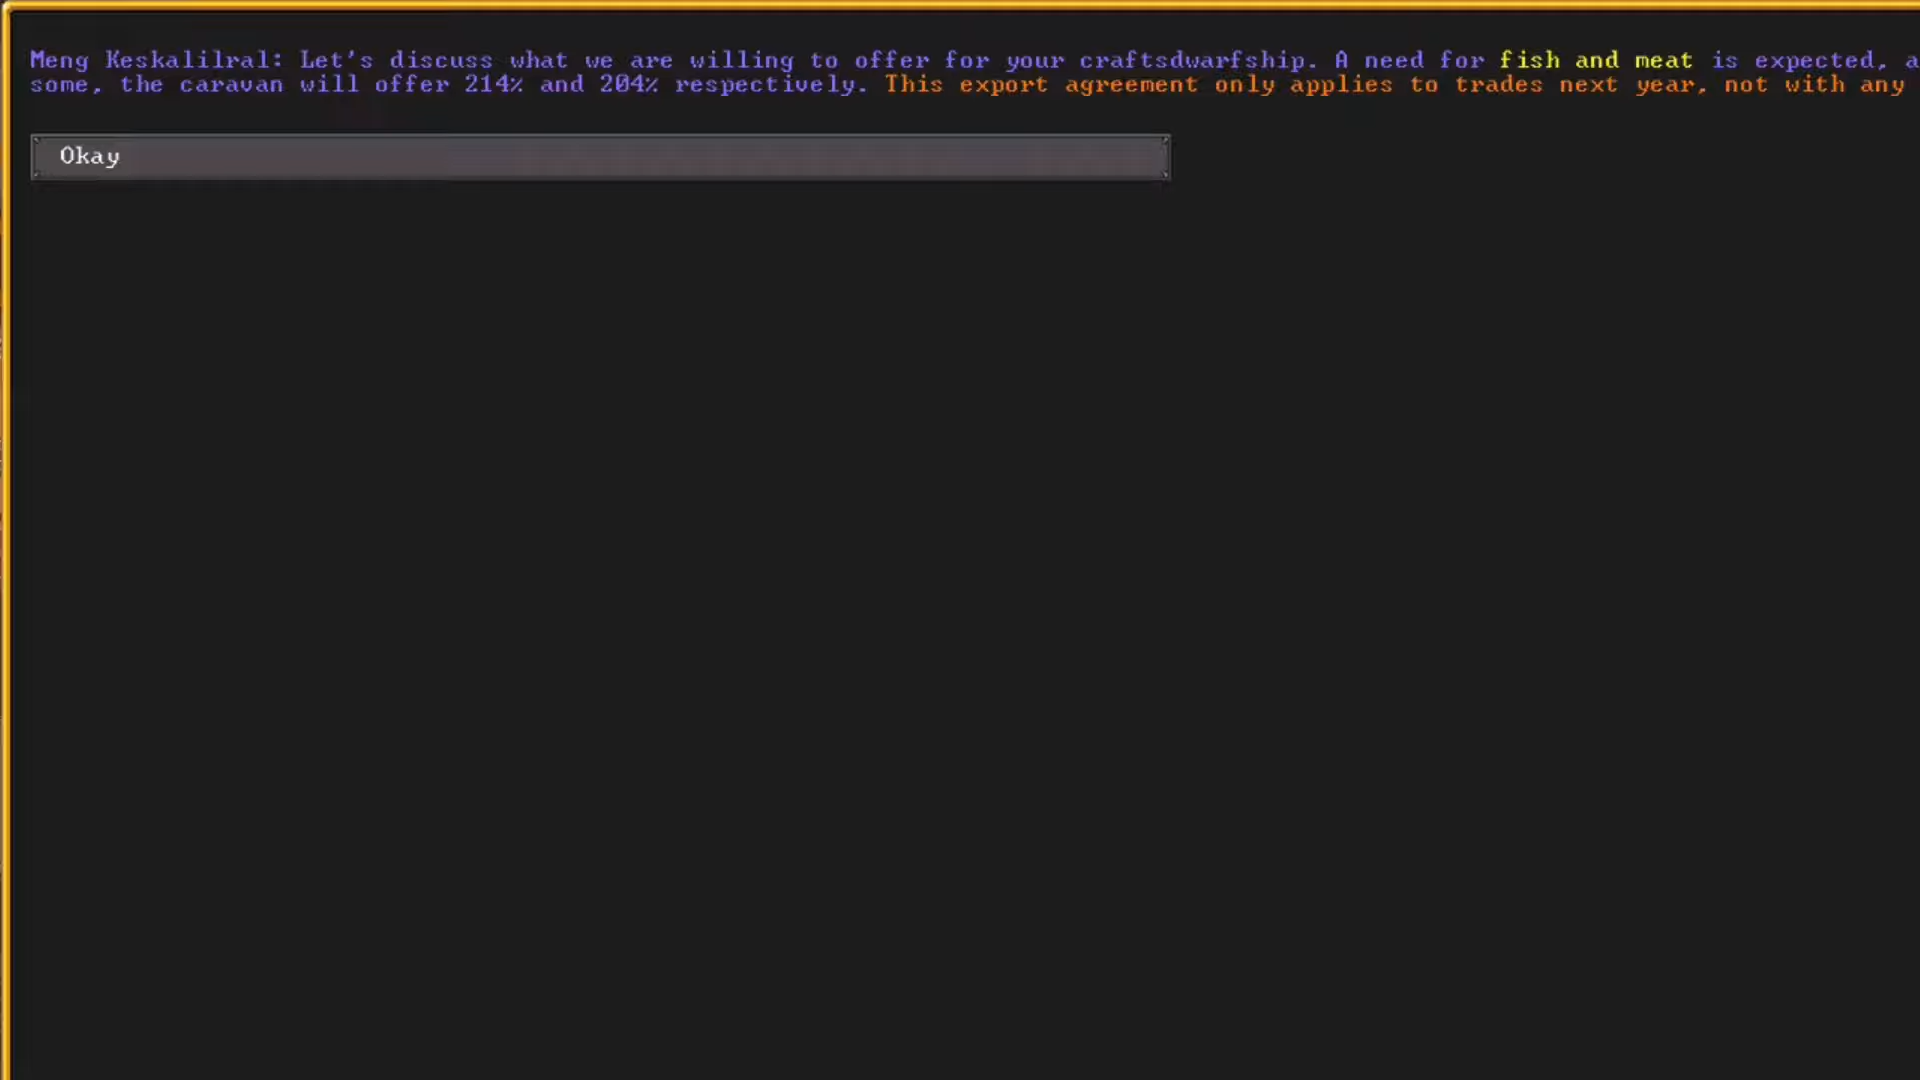 Meng Keskalilral: Let's discuss what we are willing to offer for your craftsdwarfship. A need for fish and meat is expected, a
some, the caravan will offer 214% and 204% respectively. This export agreement only applies to trades next year, not with any
Okay